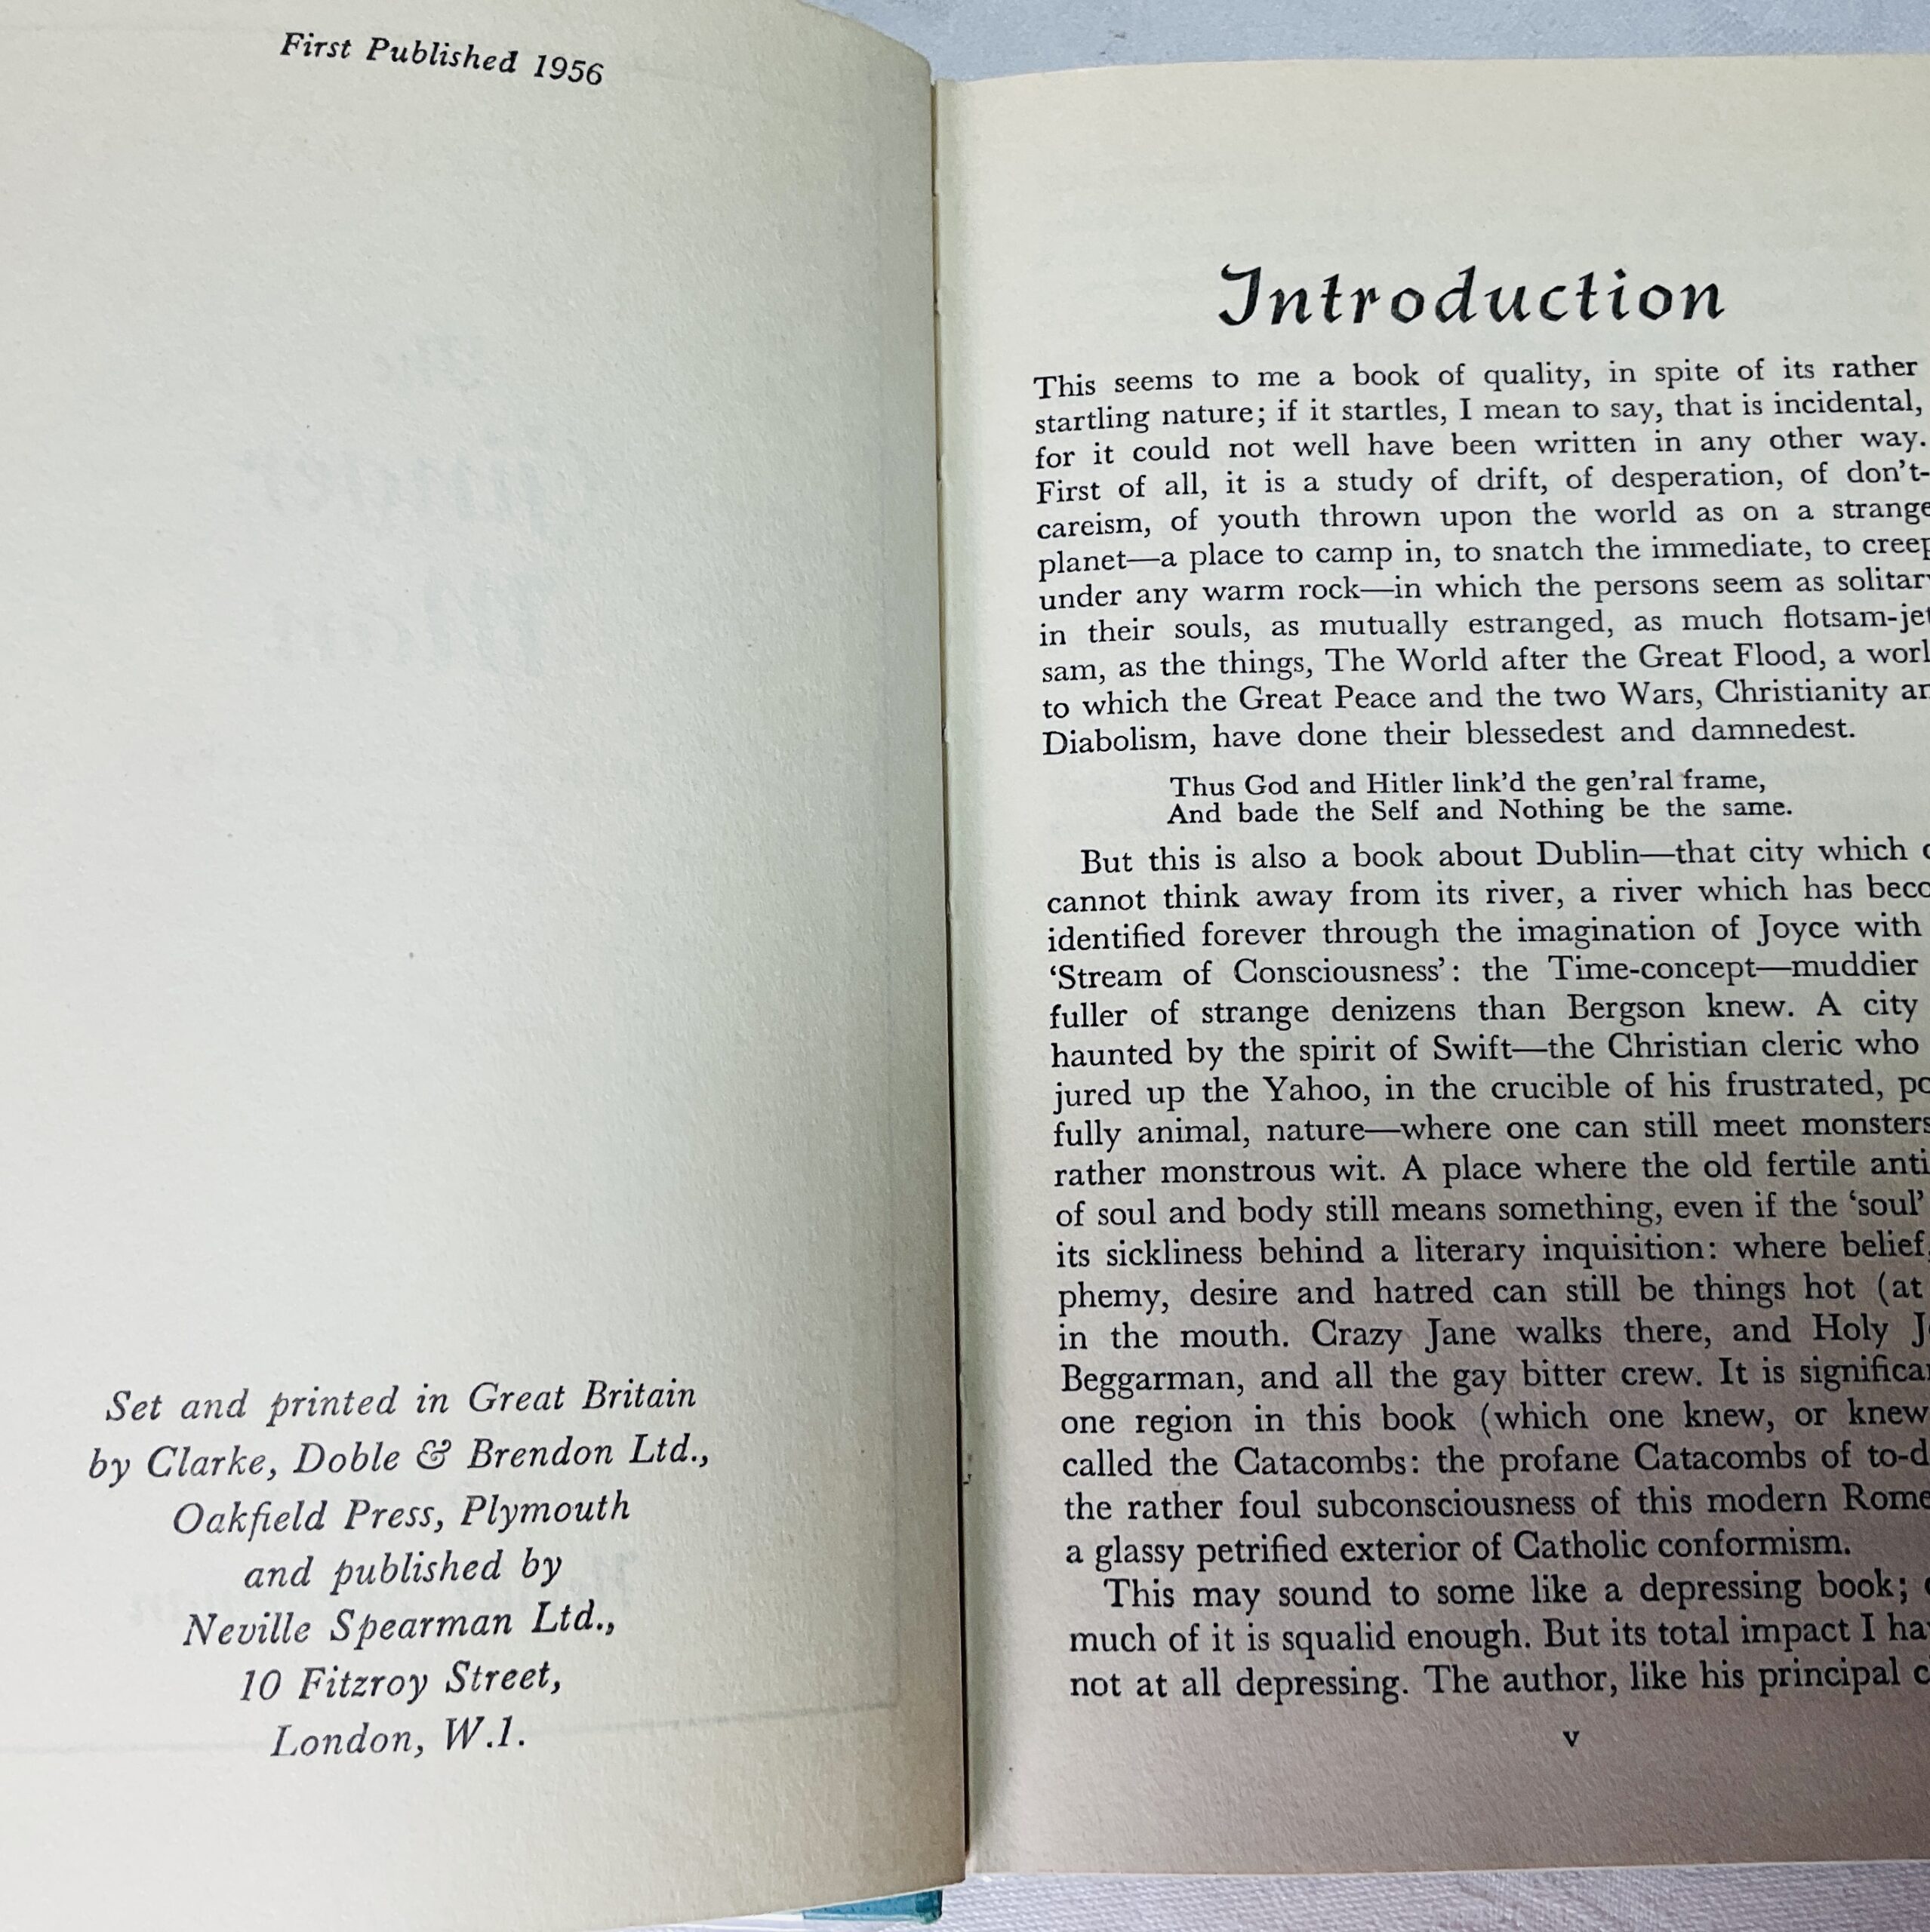 First Published 1956
Set and printed in Great Britain
by Clarke, Doble & Brendon Ltd.,
Oakfield Press, Plymouth
and published by
Neville Spearman Ltd.,
10 Fitzroy Street,
London, W.1.
Introduction
This seems to me a book of quality, in spite of its rather
startling nature; if it startles, I mean to say, that is incidental,
for it could not well have been written in any other way.
First of all, it is a study of drift, of desperation, of don't-
careism, of youth thrown upon the world as on a strange
planet—a place to camp in, to snatch the immediate, to creep
under any warm rock—in which the persons seem as solitary
in their souls, as mutually estranged, as much flotsam-jet
sam, as the things, The World after the Great Flood, a worl
to which the Great Peace and the two Wars, Christianity an
Diabolism, have done their blessedest and damnedest.
Thus God and Hitler link'd the gen'ral frame,
And bade the Self and Nothing be the same.
But this is also a book about Dublin—that city which
cannot think away from its river, a river which has beco
identified forever through the imagination of Joyce with
'Stream of Consciousness': the Time-concept—muddier
fuller of strange denizens than Bergson knew. A city
haunted by the spirit of Swift—the Christian cleric who
jured up the Yahoo, in the crucible of his frustrated, po
fully animal, nature—where one can still meet monsters
rather monstrous wit. A place where the old fertile anti
of soul and body still means something, even if the 'soul'
its sickliness behind a literary inquisition: where belief,
phemy, desire and hatred can still be things hot (at
in the mouth. Crazy Jane walks there, and Holy J
Beggarman, and all the gay bitter crew. It is significan
one region in this book (which one knew, or knew
called the Catacombs: the profane Catacombs of to-d
the rather foul subconsciousness of this modern Rome
a glassy petrified exterior of Catholic conformism.
This may sound to some like a depressing book;
much of it is squalid enough. But its total impact I ha
not at all depressing. The author, like his principal c
v